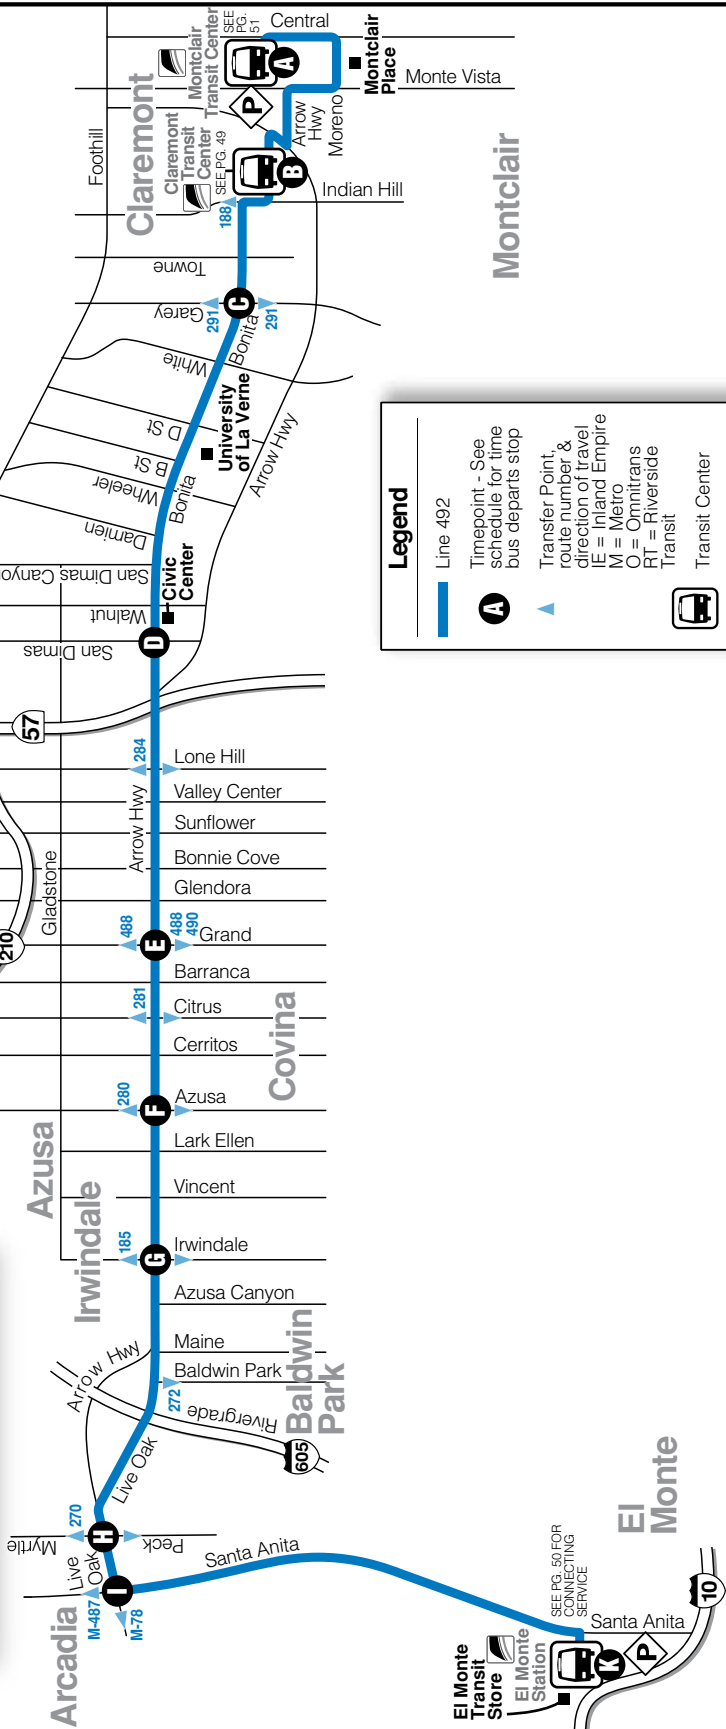 SEE
PG.
51
Central
Montclair
Transit Center
A
Montclair
Place
Monte Vista
P
Arrow
Hwy
Moreno
Foothill
Claremont
Claremont
Transit
Center
SEE PG. 49
B
Indian Hill
188
Montclair
Towne
Garey
291
C
291
Bonita
White
University
of La Verne
D St
B St
Wheeler
Arrow Hwy
Bonita
Damien
San Dimas Canyon
Civic
Center
Walnut
San Dimas
D
57
284
Lone Hill
Valley Center
Arrow Hwy
Sunflower
Bonnie Cove
Glendora
Gladstone
210
488
E
488
490
Grand
Barranca
281
Citrus
Cerritos
Covina
280
F
Azusa
Azusa
Lark Ellen
Vincent
Irwindale
185
G
Irwindale
Azusa Canyon
Maine
Arrow Hwy
Baldwin Park
272
Baldwin
Park
Rivergrade
605
Live Oak
270
Myrtle
H
Peck
Live
Oak
I
M-487
M-78
Arcadia
Santa Anita
El
Monte
SEE PG. 50 FOR
CONNECTING
SERVICE
Santa Anita
10
El Monte
Transit
Store
El Monte
Station
K
P
Legend
Line 492
A
Timepoint - See
schedule for time
bus departs stop
Transfer Point,
route number &
direction of travel
IE = Inland Empire
M = Metro
O = Omnitrans
RT = Riverside
Transit
Transit Center